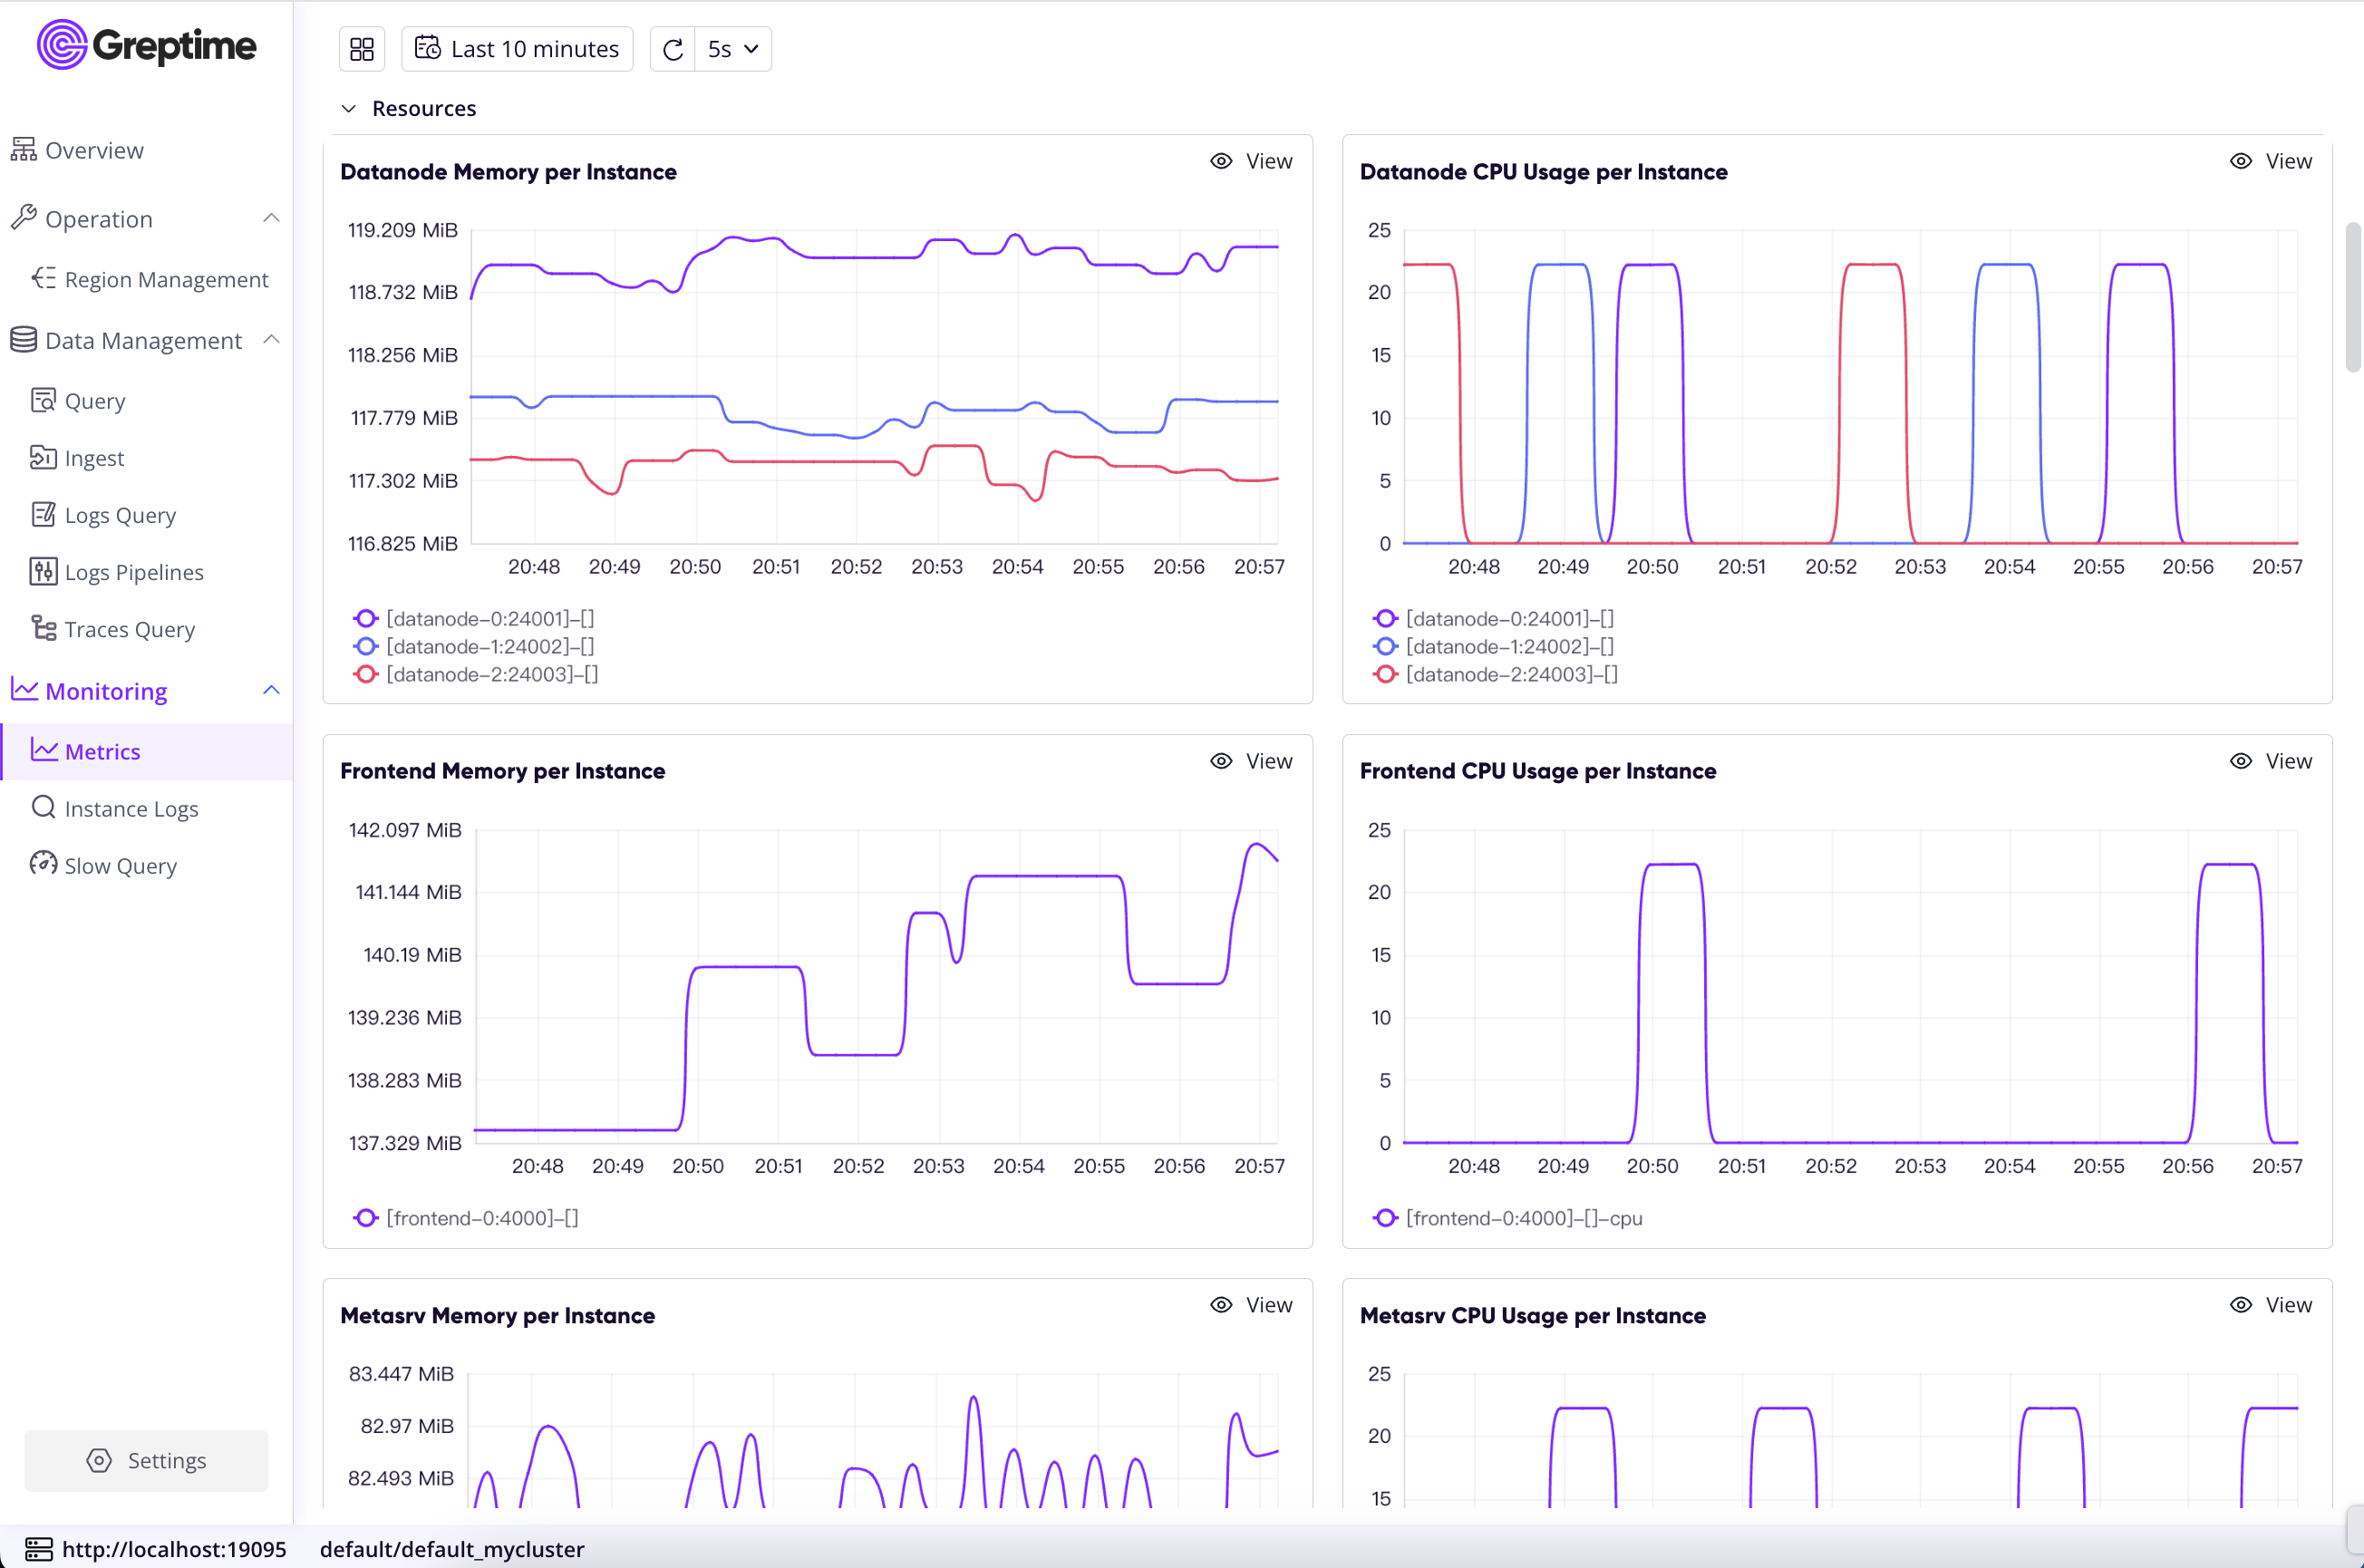 Greptime
Overview
Operation
Region Management
Data Management
Query
Ingest
Logs Query
Logs Pipelines
Traces Query
Monitoring
Metrics
Instance Logs
Slow Query
Settings
Last 10 minutes
5s
Resources
Datanode Memory per Instance
View
119.209 MiB
118.732 MiB
118.256 MiB
117.779 MiB
117.302 MiB
116.825 MiB
20:48 20:49 20:50 20:51 20:52 20:53 20:54 20:55 20:56 20:57
[datanode-0:24001]-[]
[datanode-1:24002]-[]
[datanode-2:24003]-[]
Datanode CPU Usage per Instance
View
25
20
15
10
5
0
20:48 20:49 20:50 20:51 20:52 20:53 20:54 20:55 20:56 20:57
[datanode-0:24001]-[]
[datanode-1:24002]-[]
[datanode-2:24003]-[]
Frontend Memory per Instance
View
142.097 MiB
141.144 MiB
140.19 MiB
139.236 MiB
138.283 MiB
137.329 MiB
20:48 20:49 20:50 20:51 20:52 20:53 20:54 20:55 20:56 20:57
[frontend-0:4000]-[]
Frontend CPU Usage per Instance
View
25
20
15
10
5
0
20:48 20:49 20:50 20:51 20:52 20:53 20:54 20:55 20:56 20:57
[frontend-0:4000]-[]-cpu
Metasrv Memory per Instance
View
83.447 MiB
82.97 MiB
82.493 MiB
Metasrv CPU Usage per Instance
View
25
20
15
http://localhost:19095 default/default_mycluster